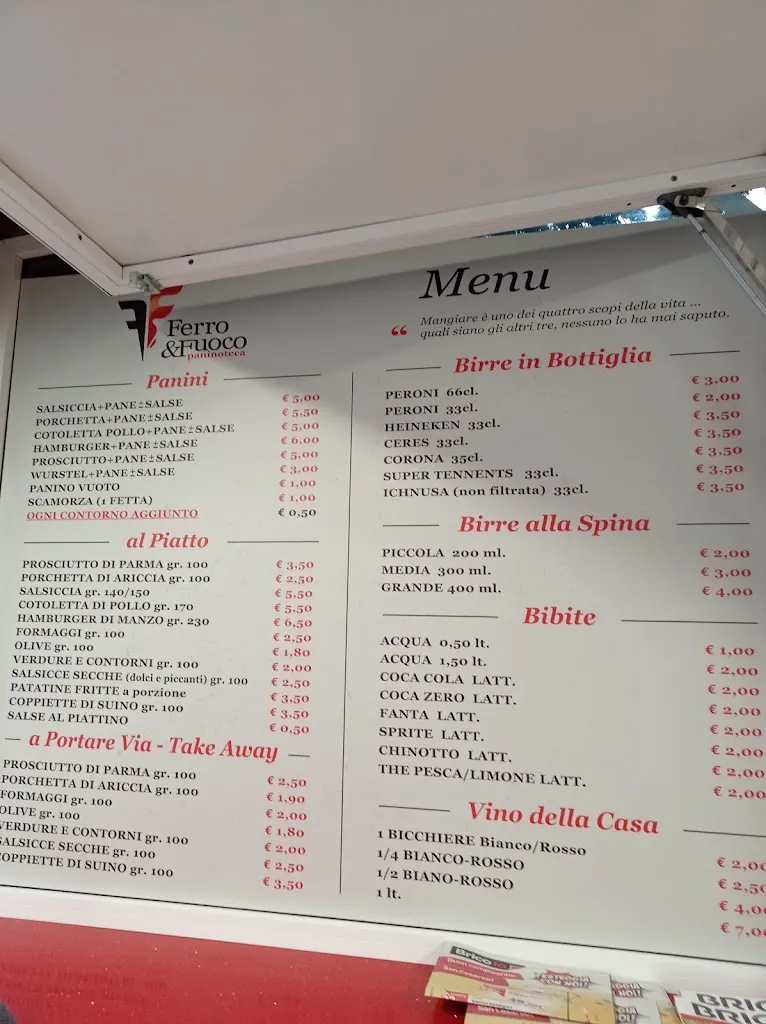 Ferro
&Fuoco
paninoteca
Panini
SALSICCIA+PANE±SALSE € 5,00
PORCHETTA+PANE±SALSE € 5,50
COTOLETTA POLLO+PANE±SALSE € 5,00
HAMBURGER+PANE±SALSE € 6,00
PROSCIUTTO+PANE±SALSE € 5,00
WURSTEL+PANE±SALSE € 3,00
PANINO VUOTO € 1,00
SCAMORZA (1 FETTA) € 1,00
OGNI CONTORNO AGGIUNTO € 0,50
al Piatto
PROSCIUTTO DI PARMA gr. 100 € 3,50
PORCHETTA DI ARICCIA gr. 100 € 2,50
SALSICCIA gr. 140/150 € 5,50
COTOLETTA DI POLLO gr. 170 € 5,50
HAMBURGER DI MANZO gr. 230 € 6,50
FORMAGGI gr. 100 € 2,50
OLIVE gr. 100 € 1,80
VERDURE E CONTORNI gr. 100 € 2,00
SALSICCE SECCHE (dolci e piccanti) gr. 100 € 2,50
PATATINE FRITTE a porzione € 3,50
COPPIETTE DI SUINO gr. 100 € 3,50
SALSE AL PIATTINO € 0,50
a Portare Via - Take Away
PROSCIUTTO DI PARMA gr. 100 € 2,50
PORCHETTA DI ARICCIA gr. 100 € 1,90
FORMAGGI gr. 100 € 2,00
OLIVE gr. 100 € 1,80
VERDURE E CONTORNI gr. 100 € 2,00
SALSICCE SECCHE gr. 100 € 2,50
COPPIETTE DI SUINO gr. 100 € 3,50
Menu
“ Mangiare è uno dei quattro scopi della vita ...
quali siano gli altri tre, nessuno lo ha mai saputo.
Birre in Bottiglia
PERONI 66cl. € 3,00
PERONI 33cl. € 2,00
HEINEKEN 33cl. € 3,50
CERES 33cl. € 3,50
CORONA 35cl. € 3,50
SUPER TENNENTS 33cl. € 3,50
ICHNUSA (non filtrata) 33cl. € 3,50
Birre alla Spina
PICCOLA 200 ml. € 2,00
MEDIA 300 ml. € 3,00
GRANDE 400 ml. € 4,00
Bibite
ACQUA 0,50 lt. € 1,00
ACQUA 1,50 lt. € 2,00
COCA COLA LATT. € 2,00
COCA ZERO LATT. € 2,00
FANTA LATT. € 2,00
SPRITE LATT. € 2,00
CHINOTTO LATT. € 2,00
THE PESCA/LIMONE LATT. € 2,00
Vino della Casa
1 BICCHIERE Bianco/Rosso € 2,00
1/4 BIANCO-ROSSO € 2,50
1/2 BIANO-ROSSO € 4,00
1 lt. € 7,00
Brico
FESTEGGIA
CON NOI!
BRIC
BRIC